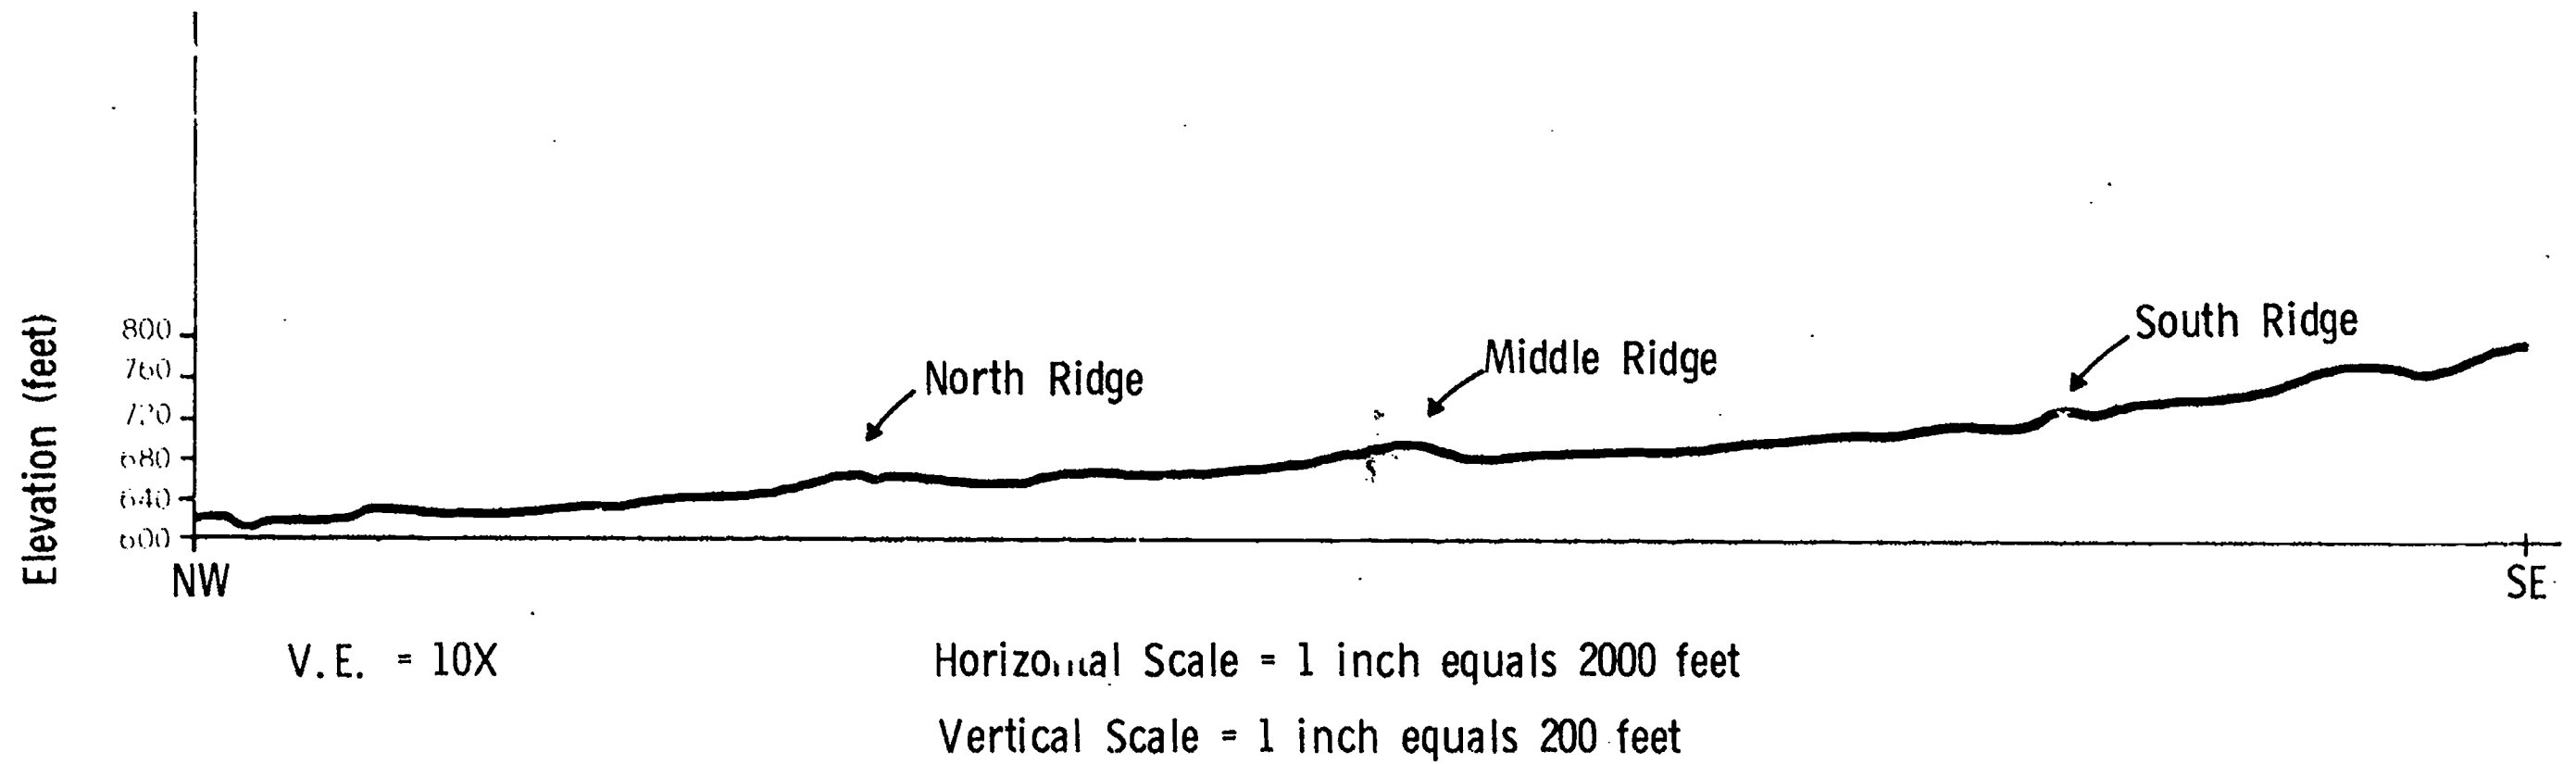 South Ridge
Middle Ridge
North Ridge
Elevation (feet)
800
760
720
680
640
600
NW
SE
V.E. = 10X
Horizontal Scale = 1 inch equals 2000 feet
Vertical Scale = 1 inch equals 200 feet